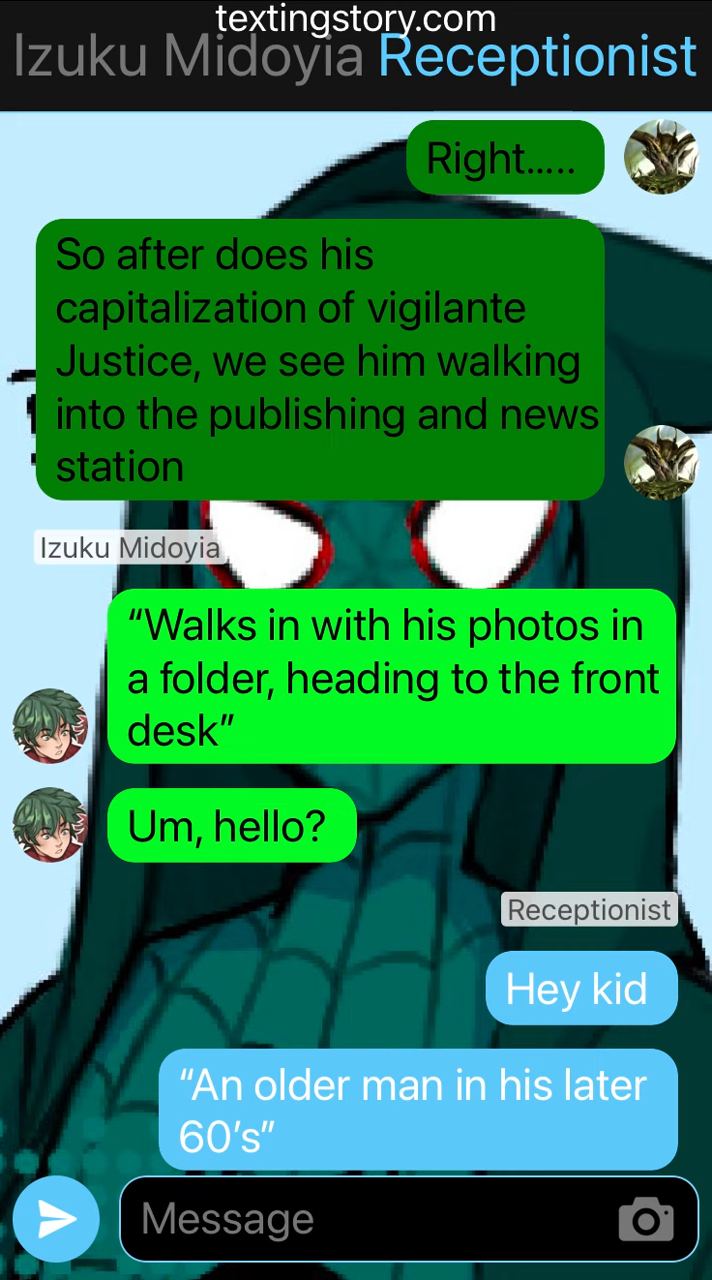 textingstory.com
Izuku Midoyia Receptionist
Right.....
So after does his
capitalization of vigilante
Justice, we see him walking
into the publishing and news
station
Izuku Midoyia
“Walks in with his photos in
a folder, heading to the front
desk”
Um, hello?
Receptionist
Hey kid
“An older man in his later
60’s”
Message